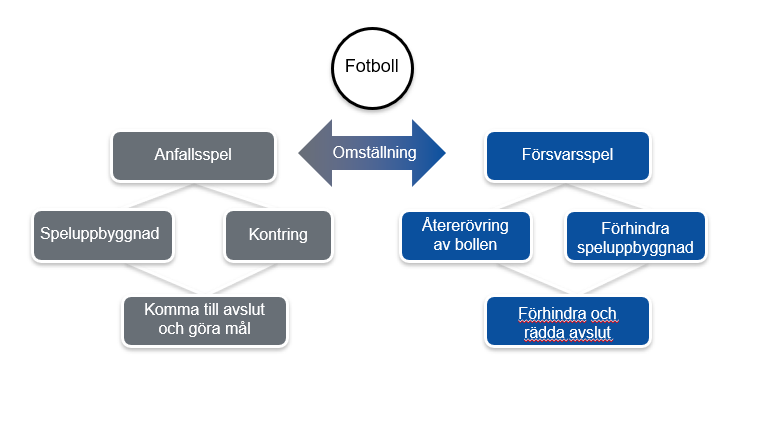 Fotboll
Anfallsspel
Omställning
Försvarsspel
Speluppbyggnad
Kontring
Återerövring
av bollen
Förhindra
speluppbyggnad
Komma till avslut
och göra mål
Förhindra och
rädda avslut